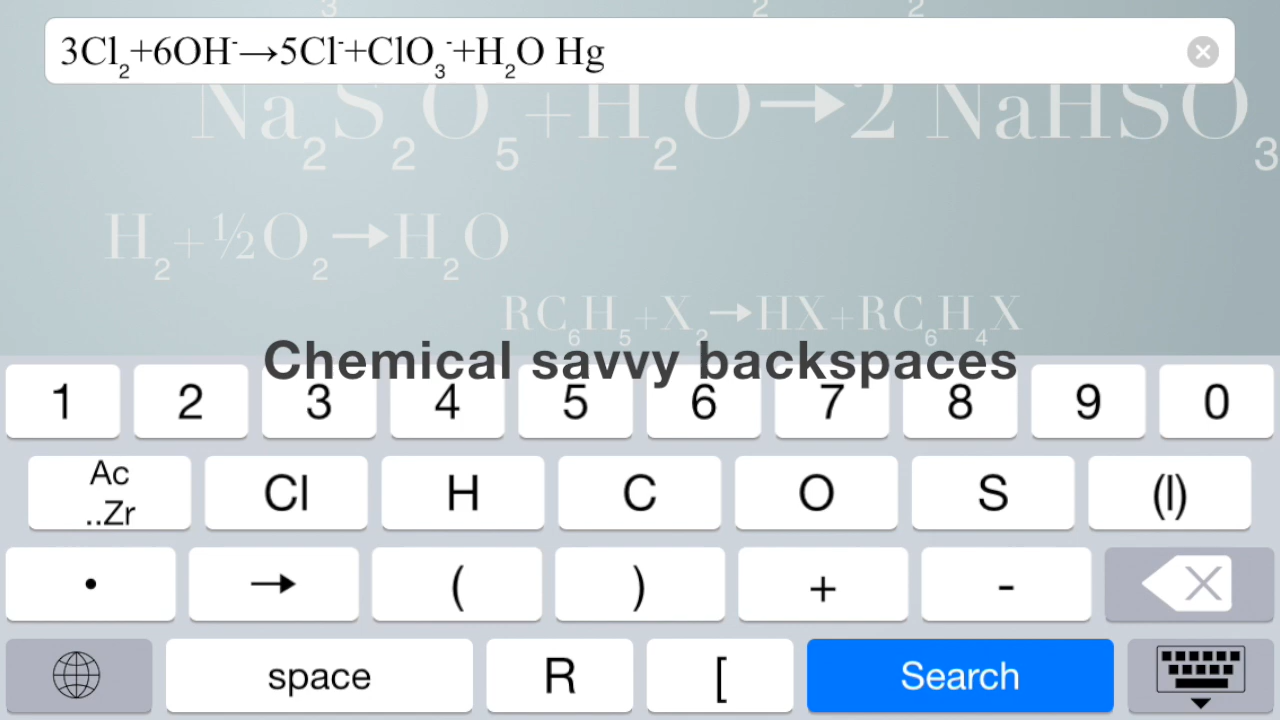 3Cl₂+6OH⁻→5Cl⁻+ClO₃⁻+H₂O Hg
Na₂S₂O₅+H₂O→2 NaHSO₃
H₂+½O₂→H₂O
RC₆H₅+X₂→HX+RC₆H₄X
Chemical savvy backspaces
1 2 3 4 5 6 7 8 9 0
Ac ..Zr Cl H C O S (l)
• → ( ) + -
space R [ Search